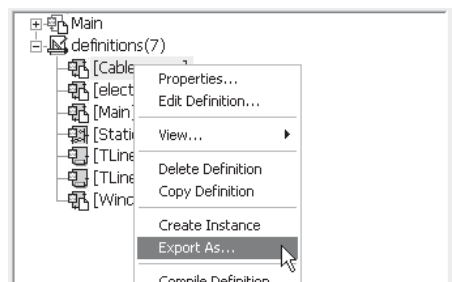 Main
definitions(7)
[Cable
[elect
[Main]
[Stati
[TLine
[TLine
[Wind
Properties...
Edit Definition...
View...
Delete Definition
Copy Definition
Create Instance
Export As...
Compile Definition